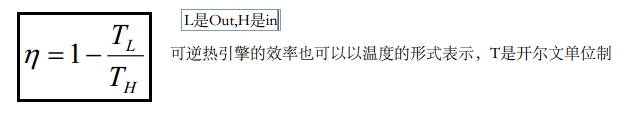 L是Out,H是in
η = 1 - T_L / T_H
可逆热引擎的效率也可以以温度的形式表示，T是开尔文单位制